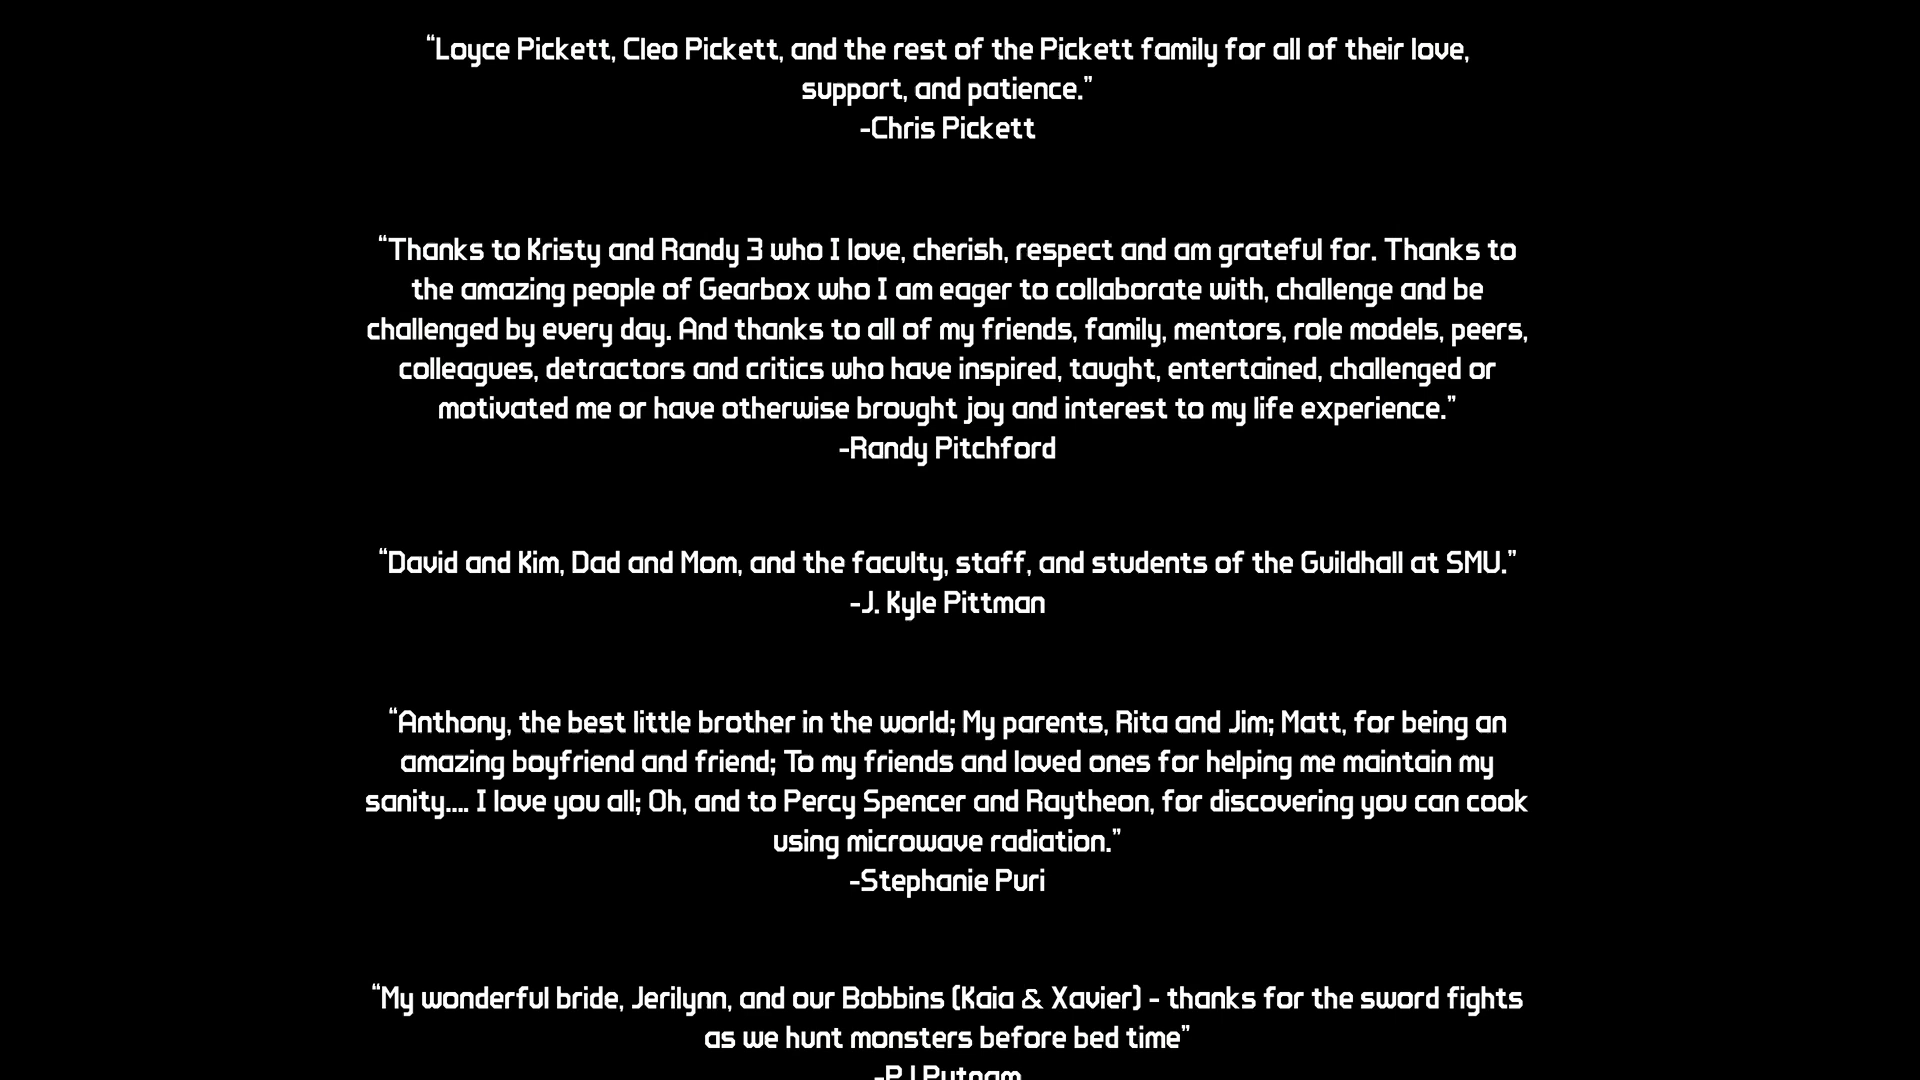 “Loyce Pickett, Cleo Pickett, and the rest of the Pickett family for all of their love,
support, and patience.”
-Chris Pickett
“Thanks to Kristy and Randy 3 who I love, cherish, respect and am grateful for. Thanks to
the amazing people of Gearbox who I am eager to collaborate with, challenge and be
challenged by every day. And thanks to all of my friends, family, mentors, role models, peers,
colleagues, detractors and critics who have inspired, taught, entertained, challenged or
motivated me or have otherwise brought joy and interest to my life experience.”
-Randy Pitchford
“David and Kim, Dad and Mom, and the faculty, staff, and students of the Guildhall at SMU.”
-J. Kyle Pittman
“Anthony, the best little brother in the world; My parents, Rita and Jim; Matt, for being an
amazing boyfriend and friend; To my friends and loved ones for helping me maintain my
sanity.... I love you all; Oh, and to Percy Spencer and Raytheon, for discovering you can cook
using microwave radiation.”
-Stephanie Puri
“My wonderful bride, Jerilynn, and our Bobbins (Kaia & Xavier) - thanks for the sword fights
as we hunt monsters before bed time”
-PJ Putnam